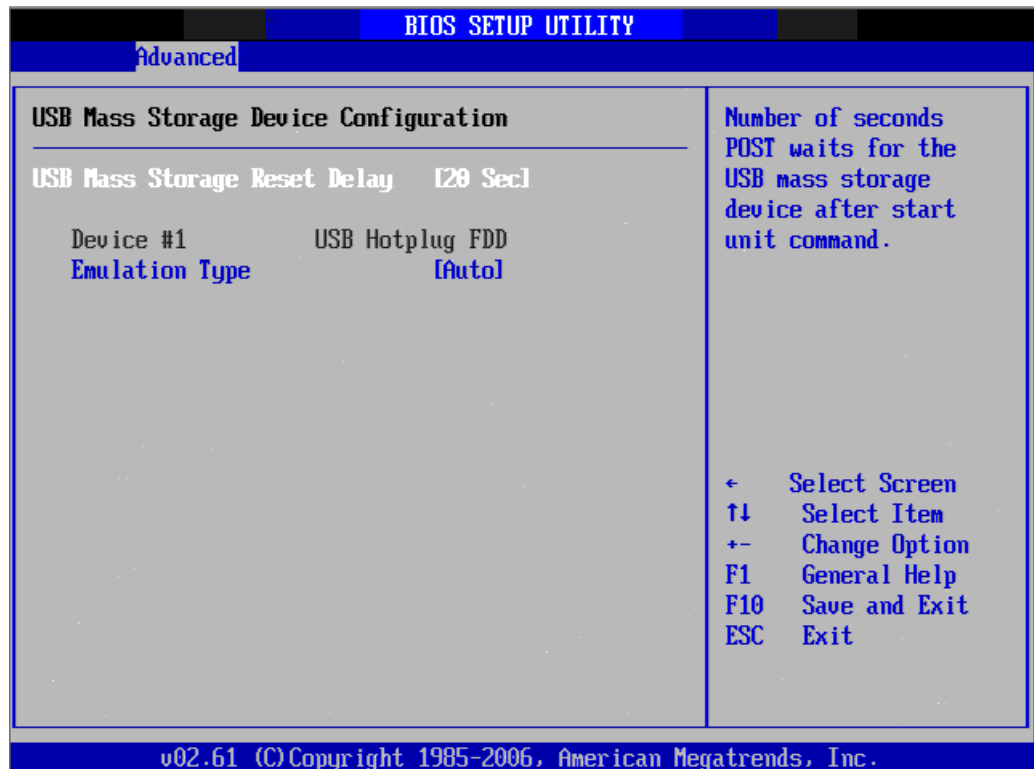 BIOS SETUP UTILITY
Advanced
USB Mass Storage Device Configuration
USB Mass Storage Reset Delay [20 Sec]
Device #1 USB Hotplug FDD
Emulation Type [Auto]
Number of seconds
POST waits for the
USB mass storage
device after start
unit command.
← Select Screen
↑↓ Select Item
+- Change Option
F1 General Help
F10 Save and Exit
ESC Exit
v02.61 (C)Copyright 1985-2006, American Megatrends, Inc.